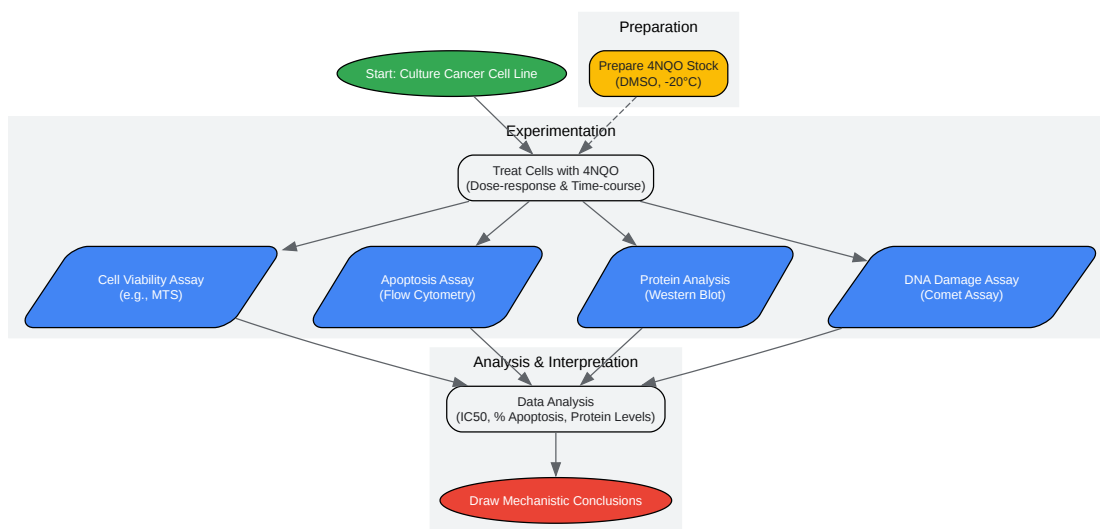 Preparation
Start: Culture Cancer Cell Line
Prepare 4NQO Stock
(DMSO, -20°C)
Experimentation
Treat Cells with 4NQO
(Dose-response & Time-course)
Cell Viability Assay
(e.g., MTS)
Apoptosis Assay
(Flow Cytometry)
Protein Analysis
(Western Blot)
DNA Damage Assay
(Comet Assay)
Analysis & Interpretation
Data Analysis
(IC50, % Apoptosis, Protein Levels)
Draw Mechanistic Conclusions